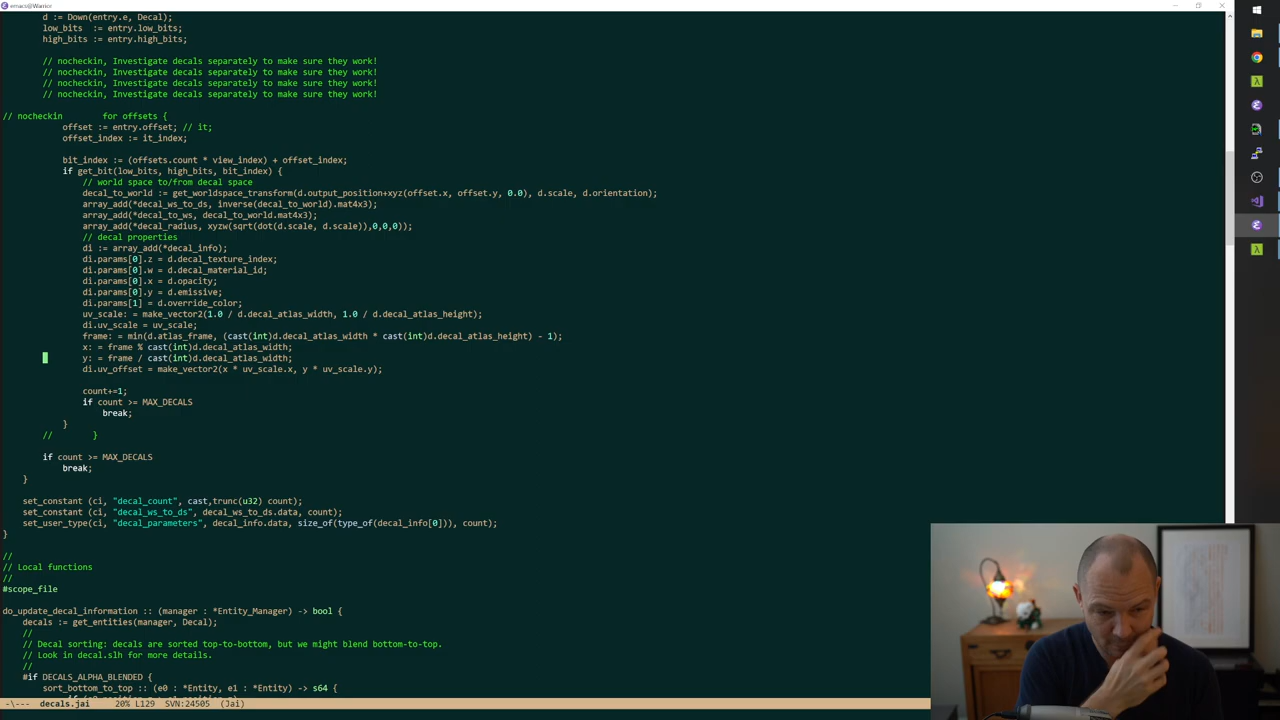 emacs@Warrior
d := Down(entry.e, Decal);
low_bits  := entry.low_bits;
high_bits := entry.high_bits;
// nocheckin, Investigate decals separately to make sure they work!
// nocheckin, Investigate decals separately to make sure they work!
// nocheckin, Investigate decals separately to make sure they work!
// nocheckin, Investigate decals separately to make sure they work!
// nocheckin        for offsets {
offset := entry.offset; // it;
offset_index := it_index;
bit_index := (offsets.count * view_index) + offset_index;
if get_bit(low_bits, high_bits, bit_index) {
// world space to/from decal space
decal_to_world := get_worldspace_transform(d.output_position+xyz(offset.x, offset.y, 0.0), d.scale, d.orientation);
array_add(*decal_ws_to_ds, inverse(decal_to_world).mat4x3);
array_add(*decal_to_ws, decal_to_world.mat4x3);
array_add(*decal_radius, xyzw(sqrt(dot(d.scale, d.scale)),0,0,0));
// decal properties
di := array_add(*decal_info);
di.params[0].z = d.decal_texture_index;
di.params[0].w = d.decal_material_id;
di.params[0].x = d.opacity;
di.params[0].y = d.emissive;
di.params[1] = d.override_color;
uv_scale: = make_vector2(1.0 / d.decal_atlas_width, 1.0 / d.decal_atlas_height);
di.uv_scale = uv_scale;
frame: = min(d.atlas_frame, (cast(int)d.decal_atlas_width * cast(int)d.decal_atlas_height) - 1);
x: = frame % cast(int)d.decal_atlas_width;
y: = frame / cast(int)d.decal_atlas_width;
di.uv_offset = make_vector2(x * uv_scale.x, y * uv_scale.y);
count+=1;
if count >= MAX_DECALS
break;
}
//        }
if count >= MAX_DECALS
break;
}
set_constant (ci, "decal_count", cast,trunc(u32) count);
set_constant (ci, "decal_ws_to_ds", decal_ws_to_ds.data, count);
set_user_type(ci, "decal_parameters", decal_info.data, size_of(type_of(decal_info[0])), count);
}
//
// Local functions
//
#scope_file
do_update_decal_information :: (manager : *Entity_Manager) -> bool {
decals := get_entities(manager, Decal);
//
// Decal sorting: decals are sorted top-to-bottom, but we might blend bottom-to-top.
// Look in decal.slh for more details.
//
#if DECALS_ALPHA_BLENDED {
sort_bottom_to_top :: (e0 : *Entity, e1 : *Entity) -> s64 {
-\---  decals.jai      20% L129  SVN:24505  (Jai)